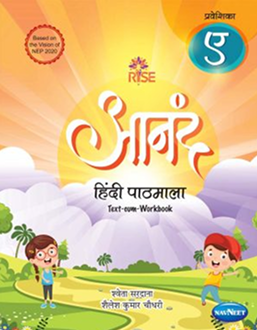 प्रवेशिका
ए
Based on
the Vision of
NEP 2020
RISE
आनंद
हिंदी पाठमाला
Text-cum-Workbook
श्वेता सरदाना
शैलेश कुमार चौधरी
NAVNEET